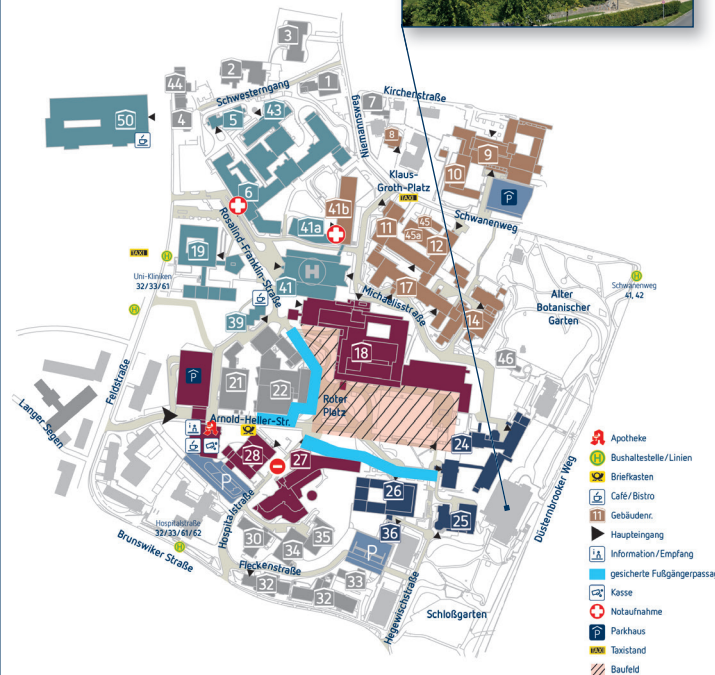 3
2
1
44
Schwesterngang
Kirchenstraße
7
50
4
5
43
Niemannsweg
8
9
10
Klaus-
Groth-Platz
TAXI
P
Schwanenweg
6
41b
41a
11
45
45a
12
Rosalind-Franklin-Straße
19
TAXI
H
Uni-Kliniken
32/33/61
H
H
41
17
Michaelisstraße
14
H
Schwanenweg
41, 42
Alter
Botanischer
Garten
39
18
46
Feldstraße
P
21
22
Roter
Platz
Langer Segen
Arnold-Heller-Str.
28
27
24
P
26
25
Hospitalstraße
Hospitalstraße
32/33/61/62
H
Brunswiker Straße
30
34
35
36
P
Fleckenstraße
32
32
33
Hegewischstraße
Schloßgarten
Düsternbrooker Weg
Apotheke
H Bushaltestelle/Linien
Briefkasten
Café/Bistro
11 Gebäudenr.
Haupteingang
Information/Empfang
gesicherte Fußgängerpassag
Kasse
Notaufnahme
P Parkhaus
TAXI Taxistand
Baufeld